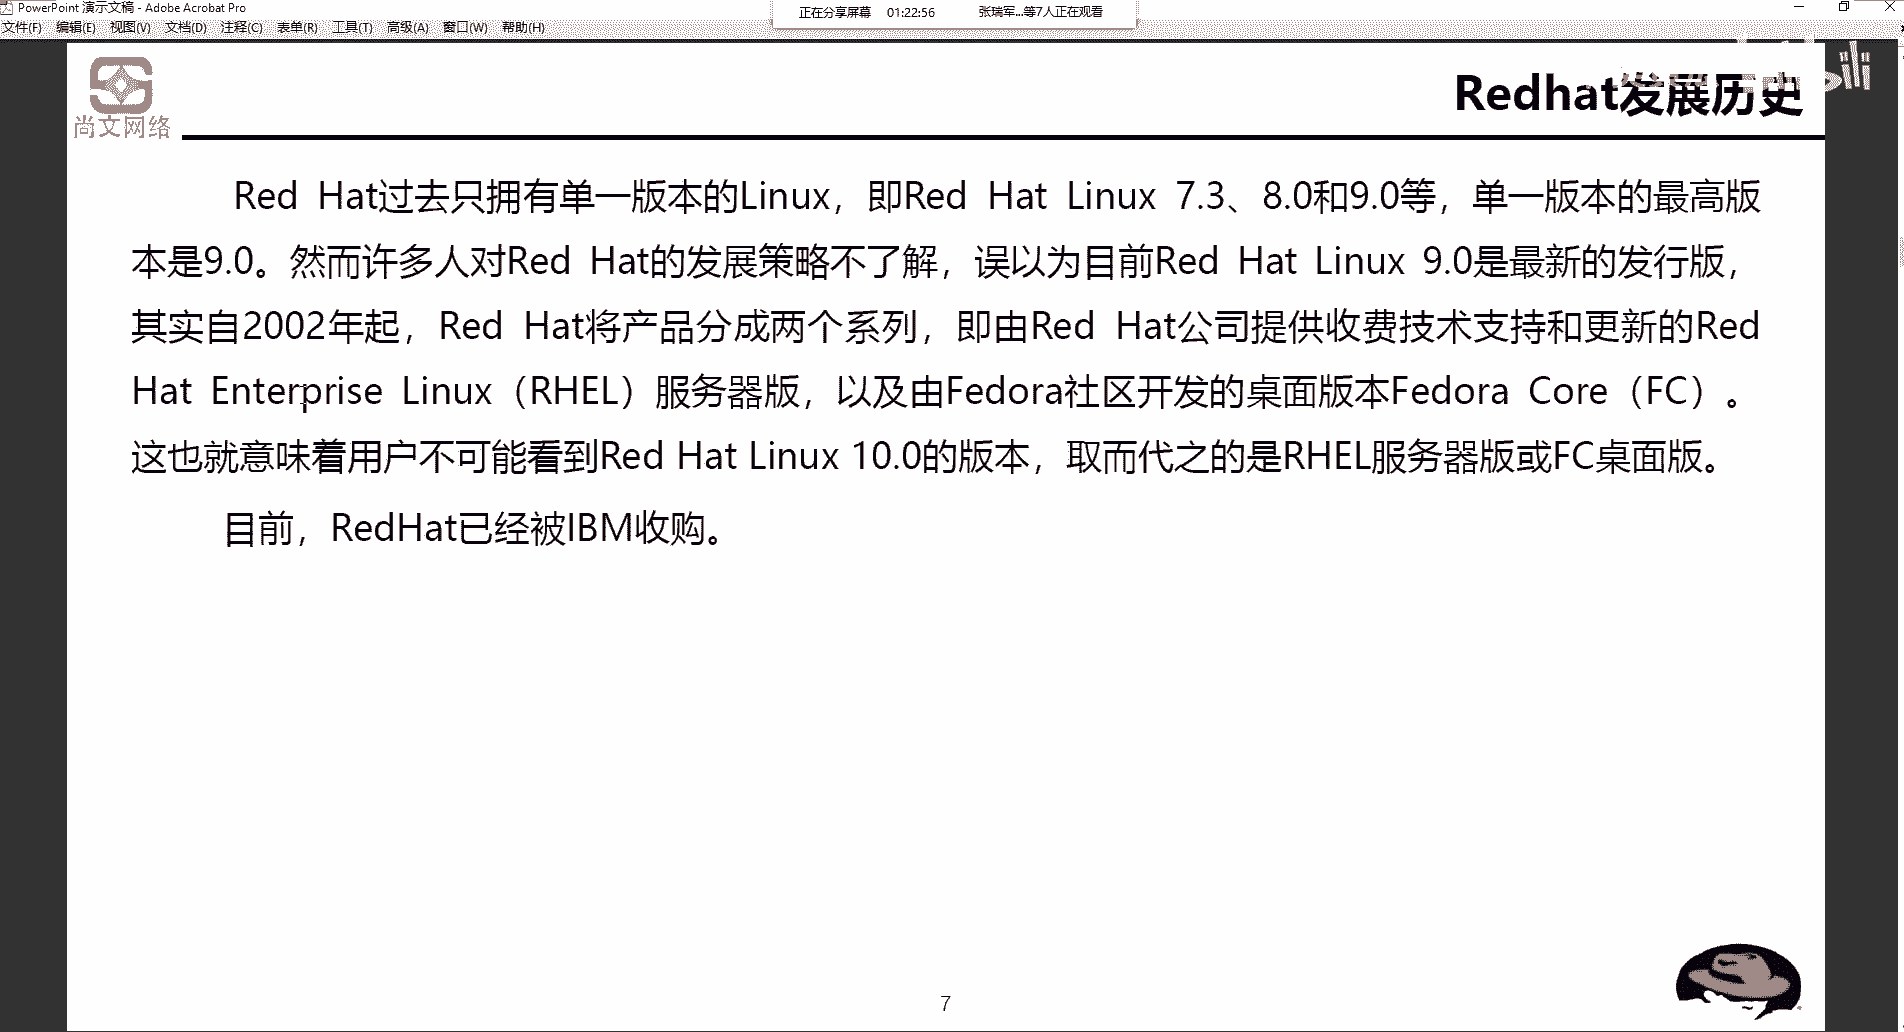 PowerPoint 演示文稿 - Adobe Acrobat Pro
正在分享屏幕 01:22:56 张瑞军...等7人正在观看
文件(F) 编辑(E) 视图(V) 文档(D) 注释(C) 表单(R) 工具(T) 高级(A) 窗口(W) 帮助(H)
尚文网络
Redhat发展历史
Red Hat过去只拥有单一版本的Linux，即Red Hat Linux 7.3、8.0和9.0等，单一版本的最高版
本是9.0。然而许多人对Red Hat的发展策略不了解，误以为目前Red Hat Linux 9.0是最新的发行版，
其实自2002年起，Red Hat将产品分成两个系列，即由Red Hat公司提供收费技术支持和更新的Red
Hat Enterprise Linux（RHEL）服务器版，以及由Fedora社区开发的桌面版本Fedora Core（FC）。
这也就意味着用户不可能看到Red Hat Linux 10.0的版本，取而代之的是RHEL服务器版或FC桌面版。
目前，RedHat已经被IBM收购。
7